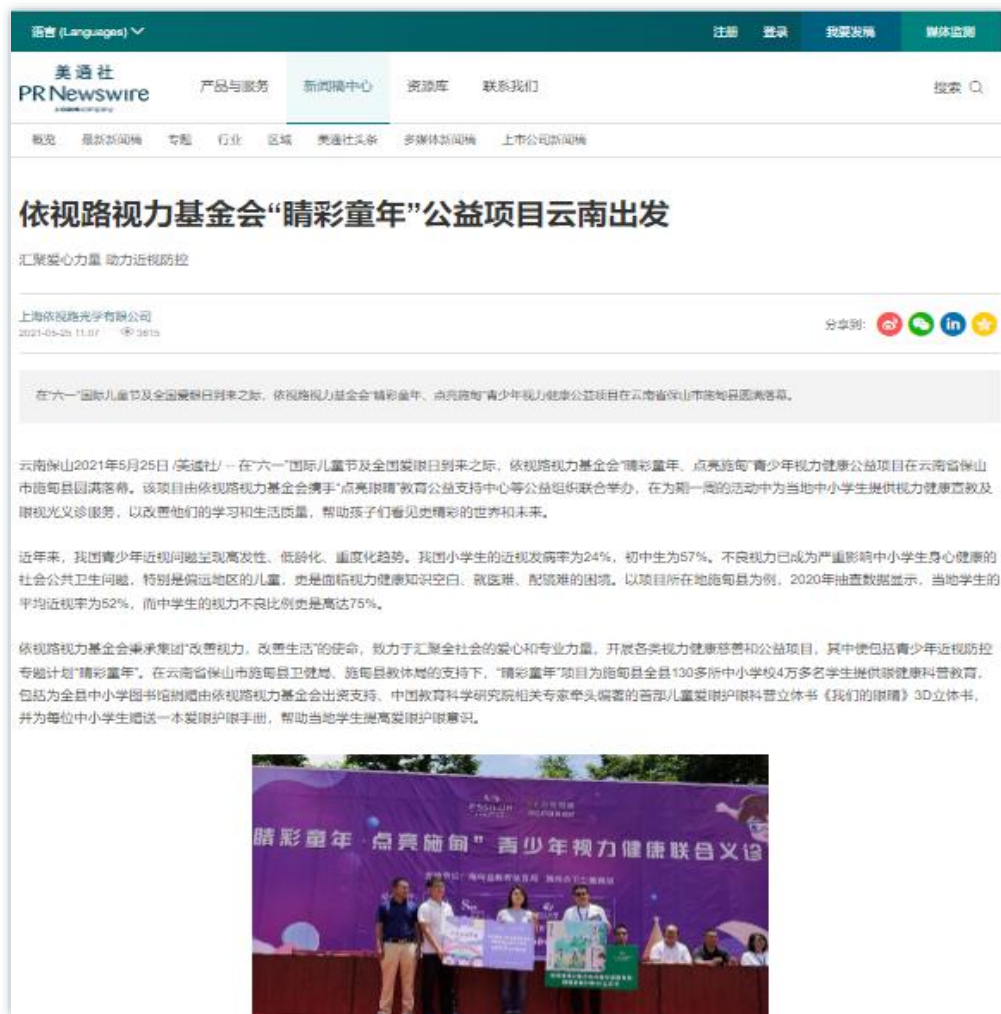 语言 (Languages)
注册 登录 我要发稿 媒体监测
美通社
PR Newswire
产品与服务 新闻稿中心 资源库 联系我们
搜索
概览 最新新闻稿 专题 行业 区域 美通社头条 多媒体新闻稿 上市公司新闻稿
依视路视力基金会“睛彩童年”公益项目云南出发
汇聚爱心力量 助力近视防控
上海依视路光学有限公司
2021-05-25 11:07 3615
分享到:
在“六一”国际儿童节及全国爱眼日到来之际，依视路视力基金会“睛彩童年、点亮施甸”青少年视力健康公益项目在云南省保山市施甸县圆满落幕。
云南保山2021年5月25日 /美通社/ -- 在“六一”国际儿童节及全国爱眼日到来之际，依视路视力基金会“睛彩童年、点亮施甸”青少年视力健康公益项目在云南省保山
市施甸县圆满落幕。该项目由依视路视力基金会携手“点亮眼睛”教育公益支持中心等公益组织联合举办，在为期一周的活动中为当地中小学生提供视力健康宣教及
眼视光义诊服务，以改善他们的学习和生活质量，帮助孩子们看见更精彩的世界和未来。
近年来，我国青少年近视问题呈现高发性、低龄化、重度化趋势。我国小学生的近视发病率为24%，初中生为57%。不良视力已成为严重影响中小学生身心健康的
社会公共卫生问题，特别是偏远地区的儿童，更是面临视力健康知识空白、就医难、配镜难的困境。以项目所在地施甸县为例，2020年抽查数据显示，当地学生的
平均近视率为52%，而中学生的视力不良比例更是高达75%。
依视路视力基金会秉承集团“改善视力，改善生活”的使命，致力于汇聚全社会的爱心和专业力量，开展各类视力健康慈善和公益项目，其中便包括青少年近视防控
专题计划“睛彩童年”。在云南省保山市施甸县卫健局、施甸县教体局的支持下，“睛彩童年”项目为施甸县全县130多所中小学校4万多名学生提供眼健康科普教育，
包括为全县中小学图书馆捐赠由依视路视力基金会出资支持、中国教育科学研究院相关专家牵头编著的首部儿童爱眼护眼科普立体书《我们的眼睛》3D立体书，
并为每位中小学生赠送一本爱眼护眼手册，帮助当地学生提高爱眼护眼意识。
ESSILOR
睛彩童年·点亮施甸”青少年视力健康联合义诊